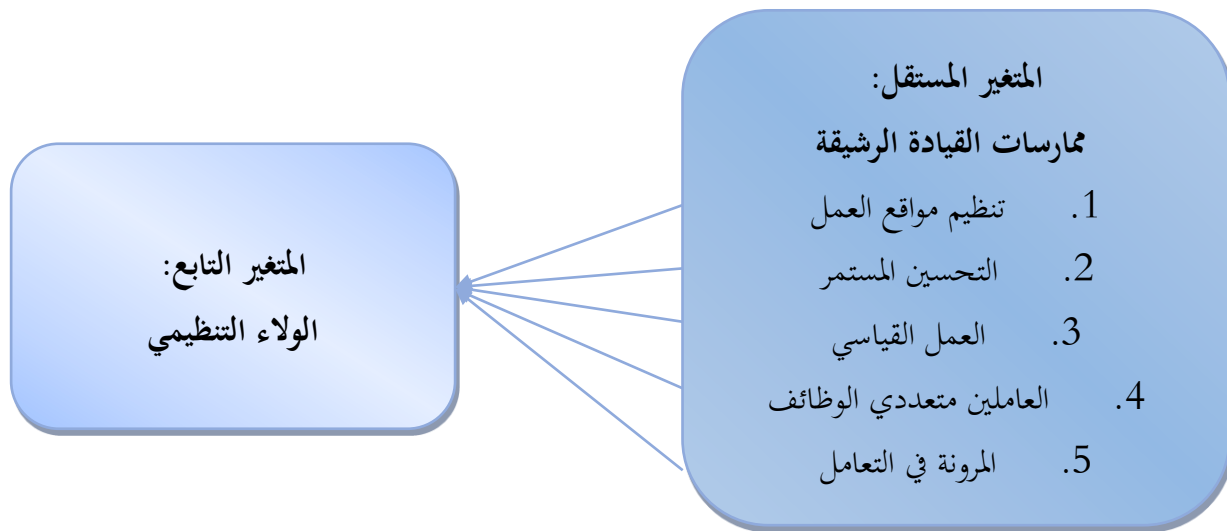 المتغير المستقل:
ممارسات القيادة الرشيقة
1. تنظيم مواقع العمل
2. التحسين المستمر
3. العمل القياسي
4. العاملين متعددي الوظائف
5. المرونة في التعامل
المتغير التابع:
الولاء التنظيمي